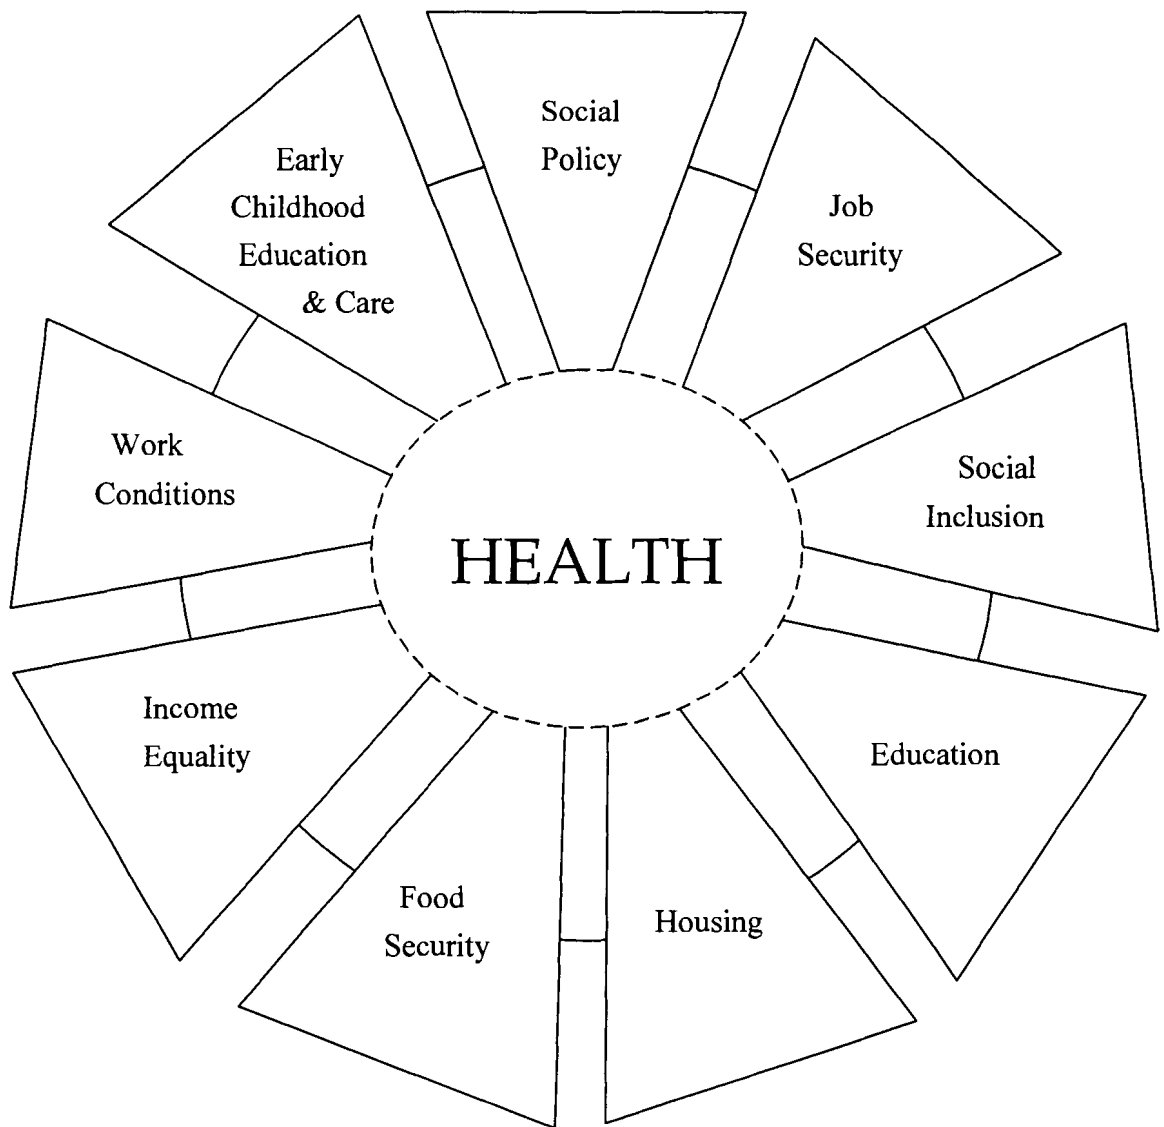 Social
Policy
Job
Security
Social
Inclusion
Education
Housing
Food
Security
Income
Equality
Work
Conditions
Early
Childhood
Education
& Care
HEALTH